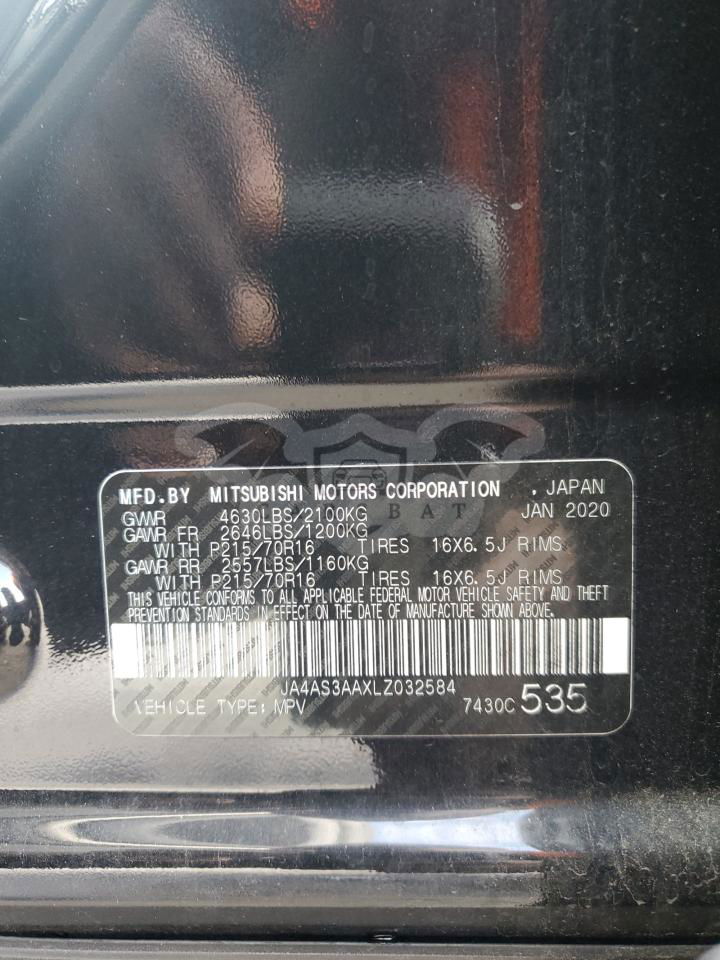 MFD.BY MITSUBISHI MOTORS CORPORATION . JAPAN
GVWR 4630LBS/2100KG JAN 2020
GAWR FR 2646LBS/1200KG
WITH P215/70R16 TIRES 16X6.5J RIMS
GAWR RR 2557LBS/1160KG
WITH P215/70R16 TIRES 16X6.5J RIMS
THIS VEHICLE CONFORMS TO ALL APPLICABLE FEDERAL MOTOR VEHICLE SAFETY AND THEFT
PREVENTION STANDARDS IN EFFECT ON THE DATE OF MANUFACTURE SHOWN ABOVE.
JA4AS3AAXLZ032584
VEHICLE TYPE: MPV 7430C 535